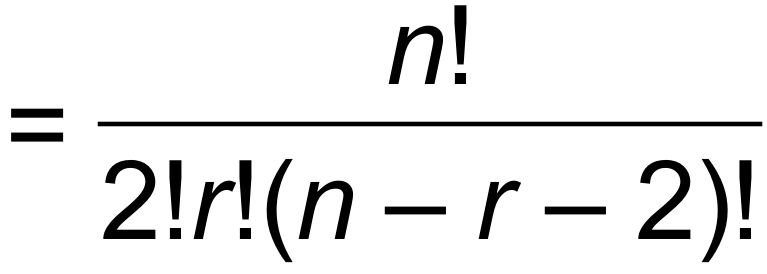 = n! / 2!r!(n – r – 2)!